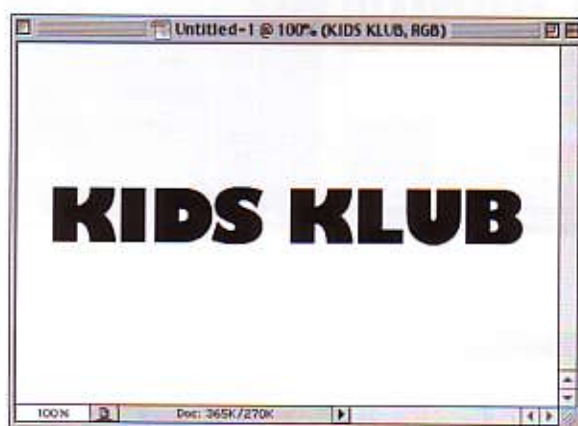 Untitled-1 @ 100% (KIDS KLUB, RGB)
KIDS KLUB
100% Doc: 365K/270K